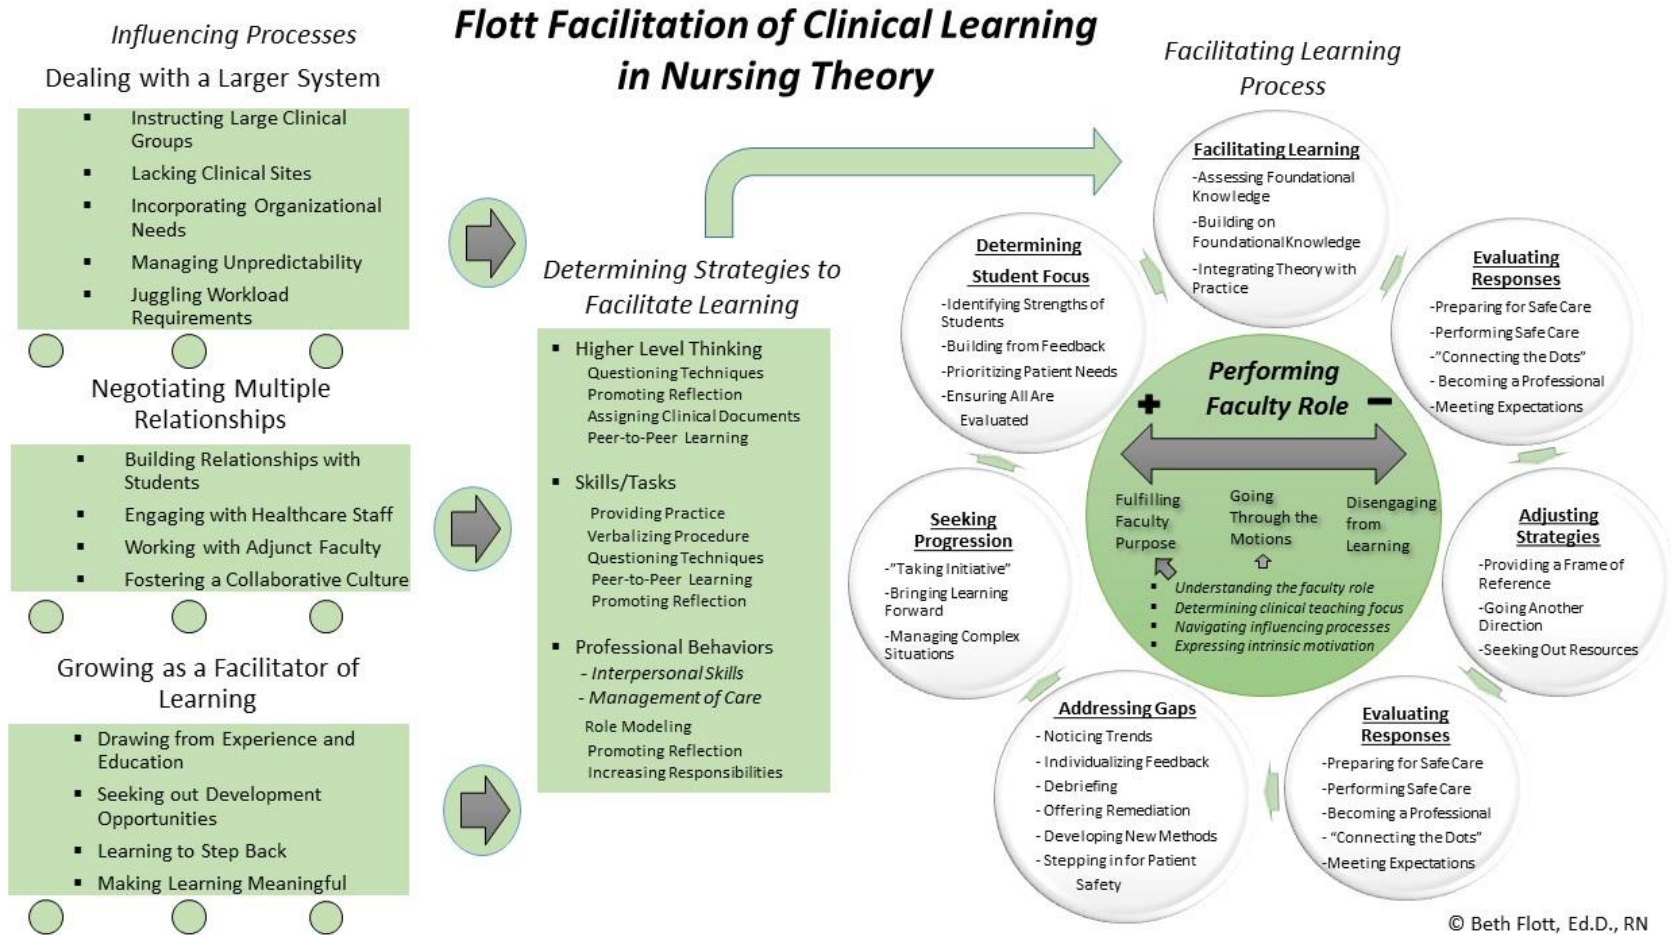 Flott Facilitation of Clinical Learning
in Nursing Theory
Influencing Processes
Dealing with a Larger System
▪ Instructing Large Clinical
Groups
▪ Lacking Clinical Sites
▪ Incorporating Organizational
Needs
▪ Managing Unpredictability
▪ Juggling Workload
Requirements
Negotiating Multiple
Relationships
▪ Building Relationships with
Students
▪ Engaging with Healthcare Staff
▪ Working with Adjunct Faculty
▪ Fostering a Collaborative Culture
Growing as a Facilitator of
Learning
▪ Drawing from Experience and
Education
▪ Seeking out Development
Opportunities
▪ Learning to Step Back
▪ Making Learning Meaningful
Determining Strategies to
Facilitate Learning
▪ Higher Level Thinking
Questioning Techniques
Promoting Reflection
Assigning Clinical Documents
Peer-to-Peer Learning
▪ Skills/Tasks
Providing Practice
Verbalizing Procedure
Questioning Techniques
Peer-to-Peer Learning
Promoting Reflection
▪ Professional Behaviors
- Interpersonal Skills
- Management of Care
Role Modeling
Promoting Reflection
Increasing Responsibilities
Facilitating Learning
Process
Facilitating Learning
-Assessing Foundational
Knowledge
-Building on
Foundational Knowledge
-Integrating Theory with
Practice
Evaluating
Responses
-Preparing for Safe Care
-Performing Safe Care
-"Connecting the Dots"
- Becoming a Professional
-Meeting Expectations
Adjusting
Strategies
-Providing a Frame of
Reference
-Going Another
Direction
-Seeking Out Resources
Evaluating
Responses
-Preparing for Safe Care
-Performing Safe Care
-Becoming a Professional
- "Connecting the Dots"
-Meeting Expectations
Addressing Gaps
- Noticing Trends
- Individualizing Feedback
- Debriefing
- Offering Remediation
- Developing New Methods
- Stepping in for Patient
Safety
Seeking
Progression
-"Taking Initiative"
-Bringing Learning
Forward
-Managing Complex
Situations
Determining
Student Focus
-Identifying Strengths of
Students
-Building from Feedback
-Prioritizing Patient Needs
-Ensuring All Are
Evaluated
Performing
+ Faculty Role −
Fulfilling
Faculty
Purpose
Going
Through the
Motions
Disengaging
from
Learning
▪ Understanding the faculty role
▪ Determining clinical teaching focus
▪ Navigating influencing processes
▪ Expressing intrinsic motivation
© Beth Flott, Ed.D., RN